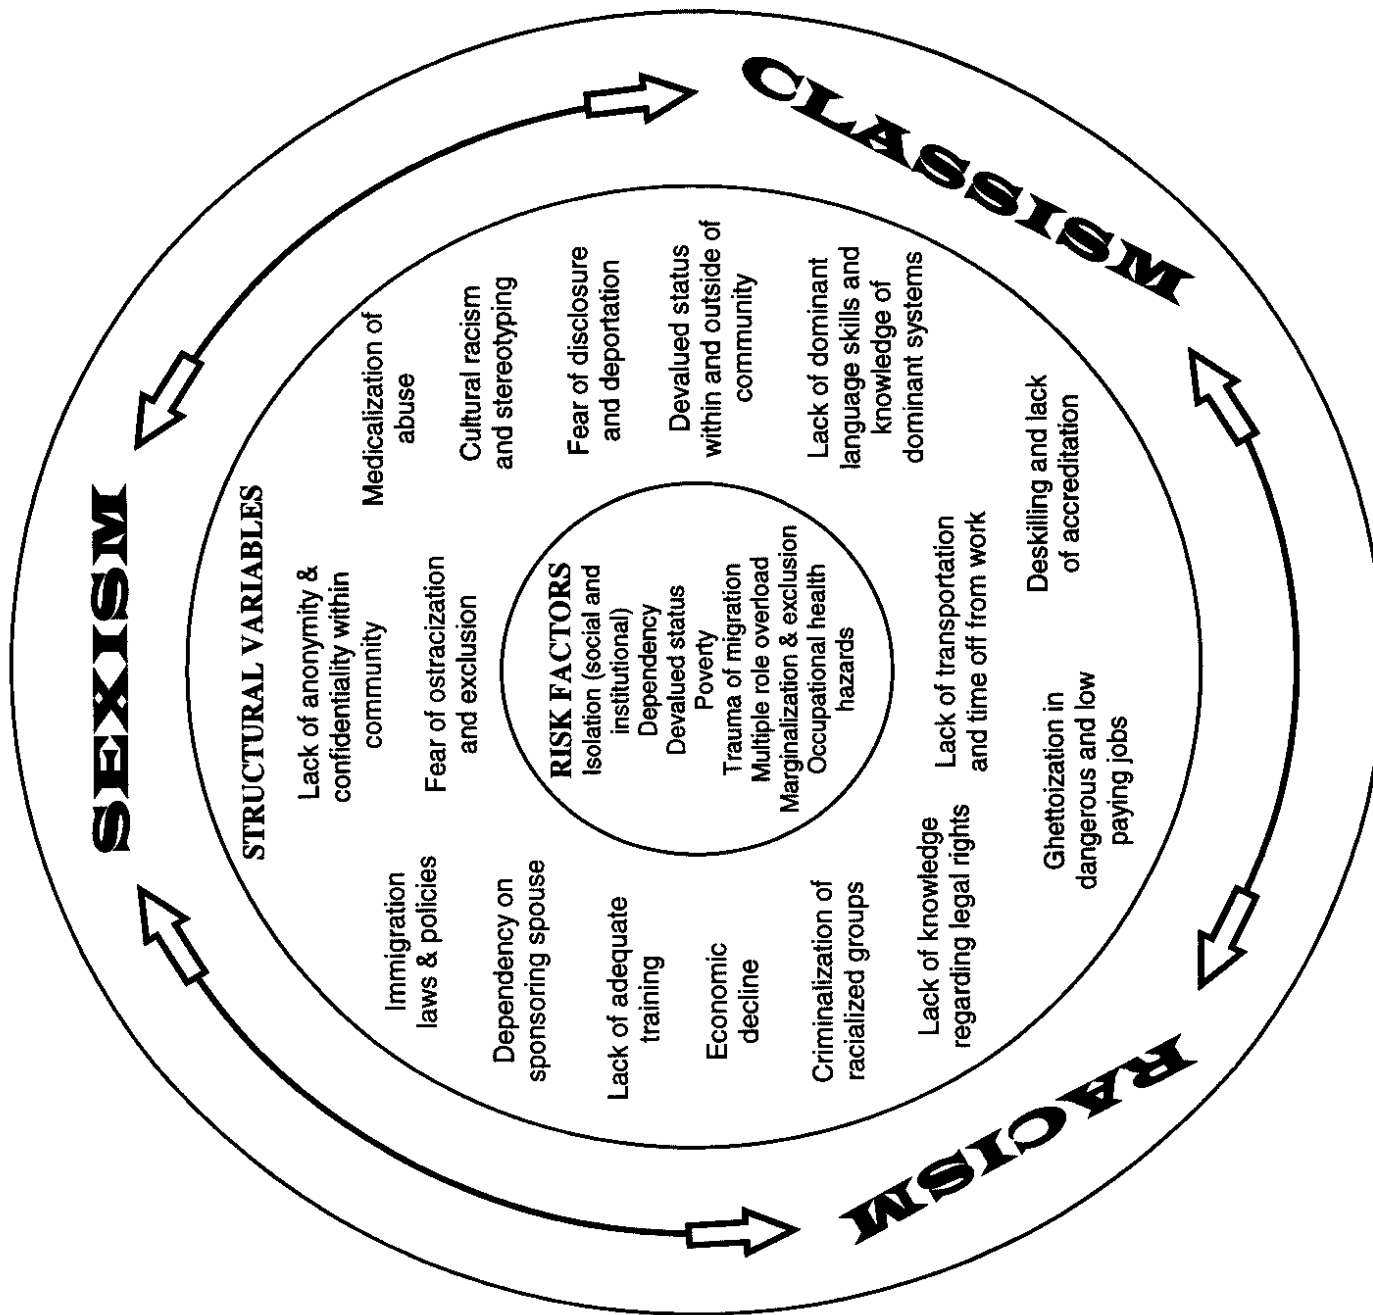 SEXISM
CLASSISM
RACISM
STRUCTURAL VARIABLES
Lack of anonymity &
confidentiality within
community
Fear of ostracization
and exclusion
Immigration
laws & policies
Dependency on
sponsoring spouse
Lack of adequate
training
Economic
decline
Criminalization of
racialized groups
Lack of knowledge
regarding legal rights
Ghettoization in
dangerous and low
paying jobs
Lack of transportation
and time off from work
Deskilling and lack
of accreditation
Lack of dominant
language skills and
knowledge of
dominant systems
Devalued status
within and outside of
community
Fear of disclosure
and deportation
Cultural racism
and stereotyping
Medicalization of
abuse
RISK FACTORS
Isolation (social and
institutional)
Dependency
Devalued status
Poverty
Trauma of migration
Multiple role overload
Marginalization & exclusion
Occupational health
hazards